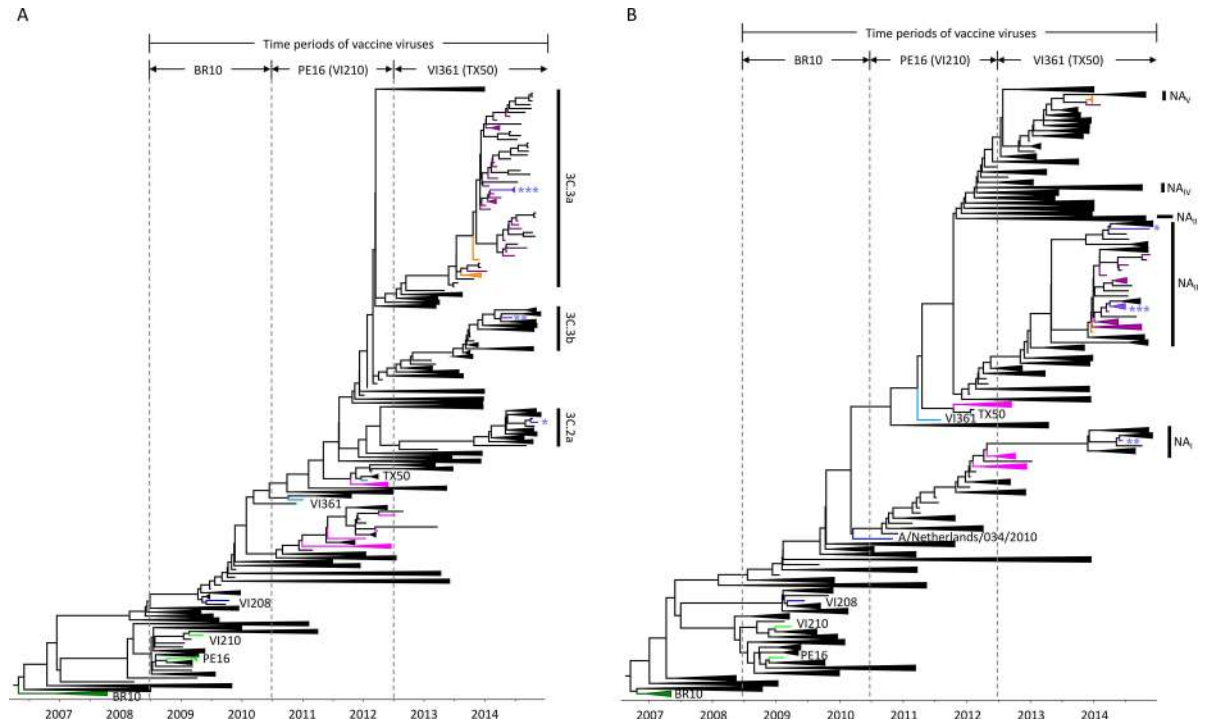 A
Time periods of vaccine viruses
BR10
PE16 (VI210)
VI361 (TX50)
3C.3a
***
3C.3b
**
3C.2a
*
TX50
VI361
VI208
VI210
PE16
BR10
2007 2008 2009 2010 2011 2012 2013 2014
B
Time periods of vaccine viruses
BR10
PE16 (VI210)
VI361 (TX50)
NAV
NAIV
NAII
*
NAII
***
TX50
VI361
NAI
**
A/Netherlands/034/2010
VI208
VI210
PE16
BR10
2007 2008 2009 2010 2011 2012 2013 2014